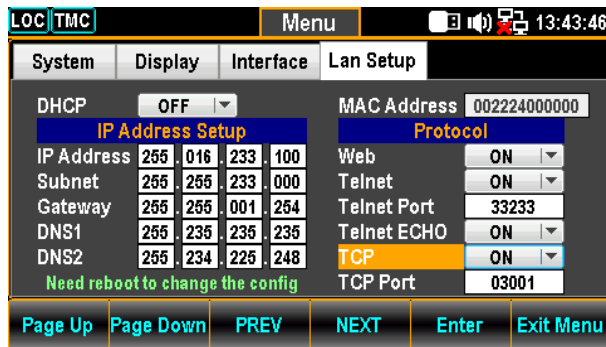 LOC TMC Menu 13:43:46
System Display Interface Lan Setup
DHCP OFF MAC Address 002224000000
IP Address Setup Protocol
IP Address 255 . 016 . 233 . 100 Web ON
Subnet 255 . 255 . 233 . 000 Telnet ON
Gateway 255 . 255 . 001 . 254 Telnet Port 33233
DNS1 255 . 235 . 235 . 235 Telnet ECHO ON
DNS2 255 . 234 . 225 . 248 TCP ON
Need reboot to change the config TCP Port 03001
Page Up Page Down PREV NEXT Enter Exit Menu